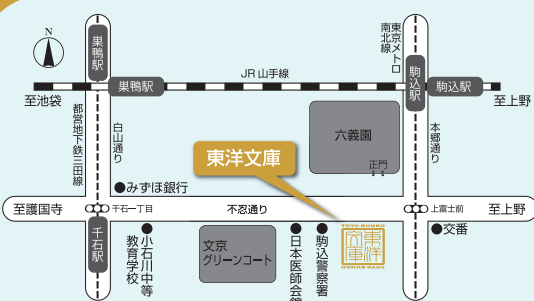 N
巣鴨駅
巣鴨駅
JR山手線
東京メトロ
南北線
駒込駅
駒込駅
至池袋
至上野
都営地下鉄三田線
白山通り
六義園
正門
本郷通り
東洋文庫
みずほ銀行
至護国寺
千石一丁目
不忍通り
上富士前
至上野
千石駅
小石川中等
教育学校
文京
グリーンコート
日本医師会館
駒込警察署
TOYO BUNKO
東洋
文庫
TOYO BUNKO
交番